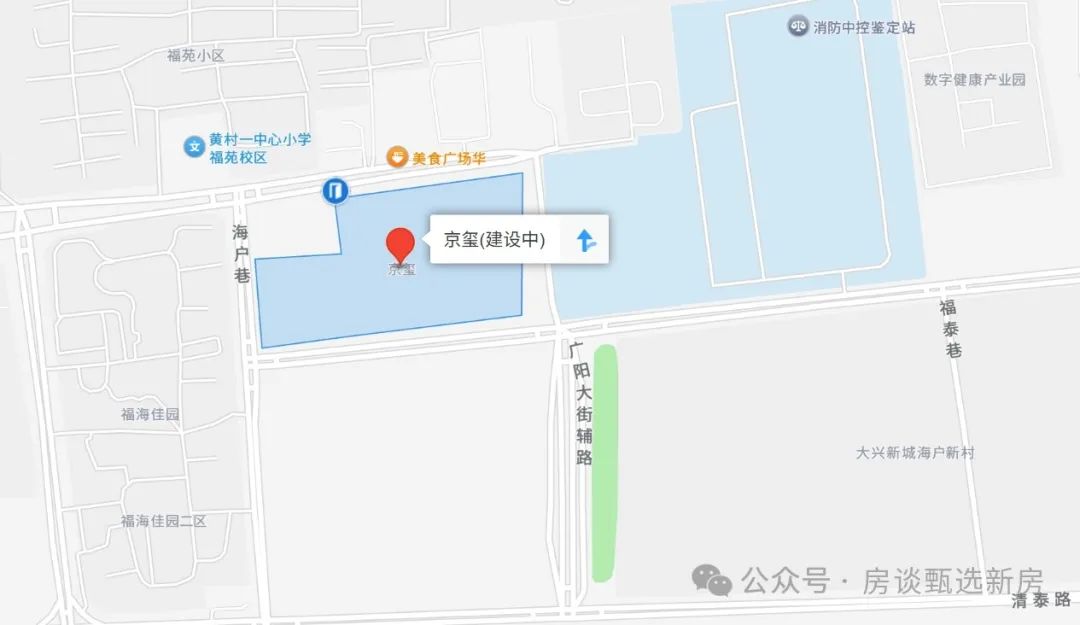 消防中控鉴定站
福苑小区
数字健康产业园
黄村一中心小学
福苑校区
美食广场华
海户巷
京玺(建设中)
京玺
福泰巷
广阳大街辅路
福海佳园
大兴新城海户新村
福海佳园二区
公众号 · 房谈甄选新房
清泰路